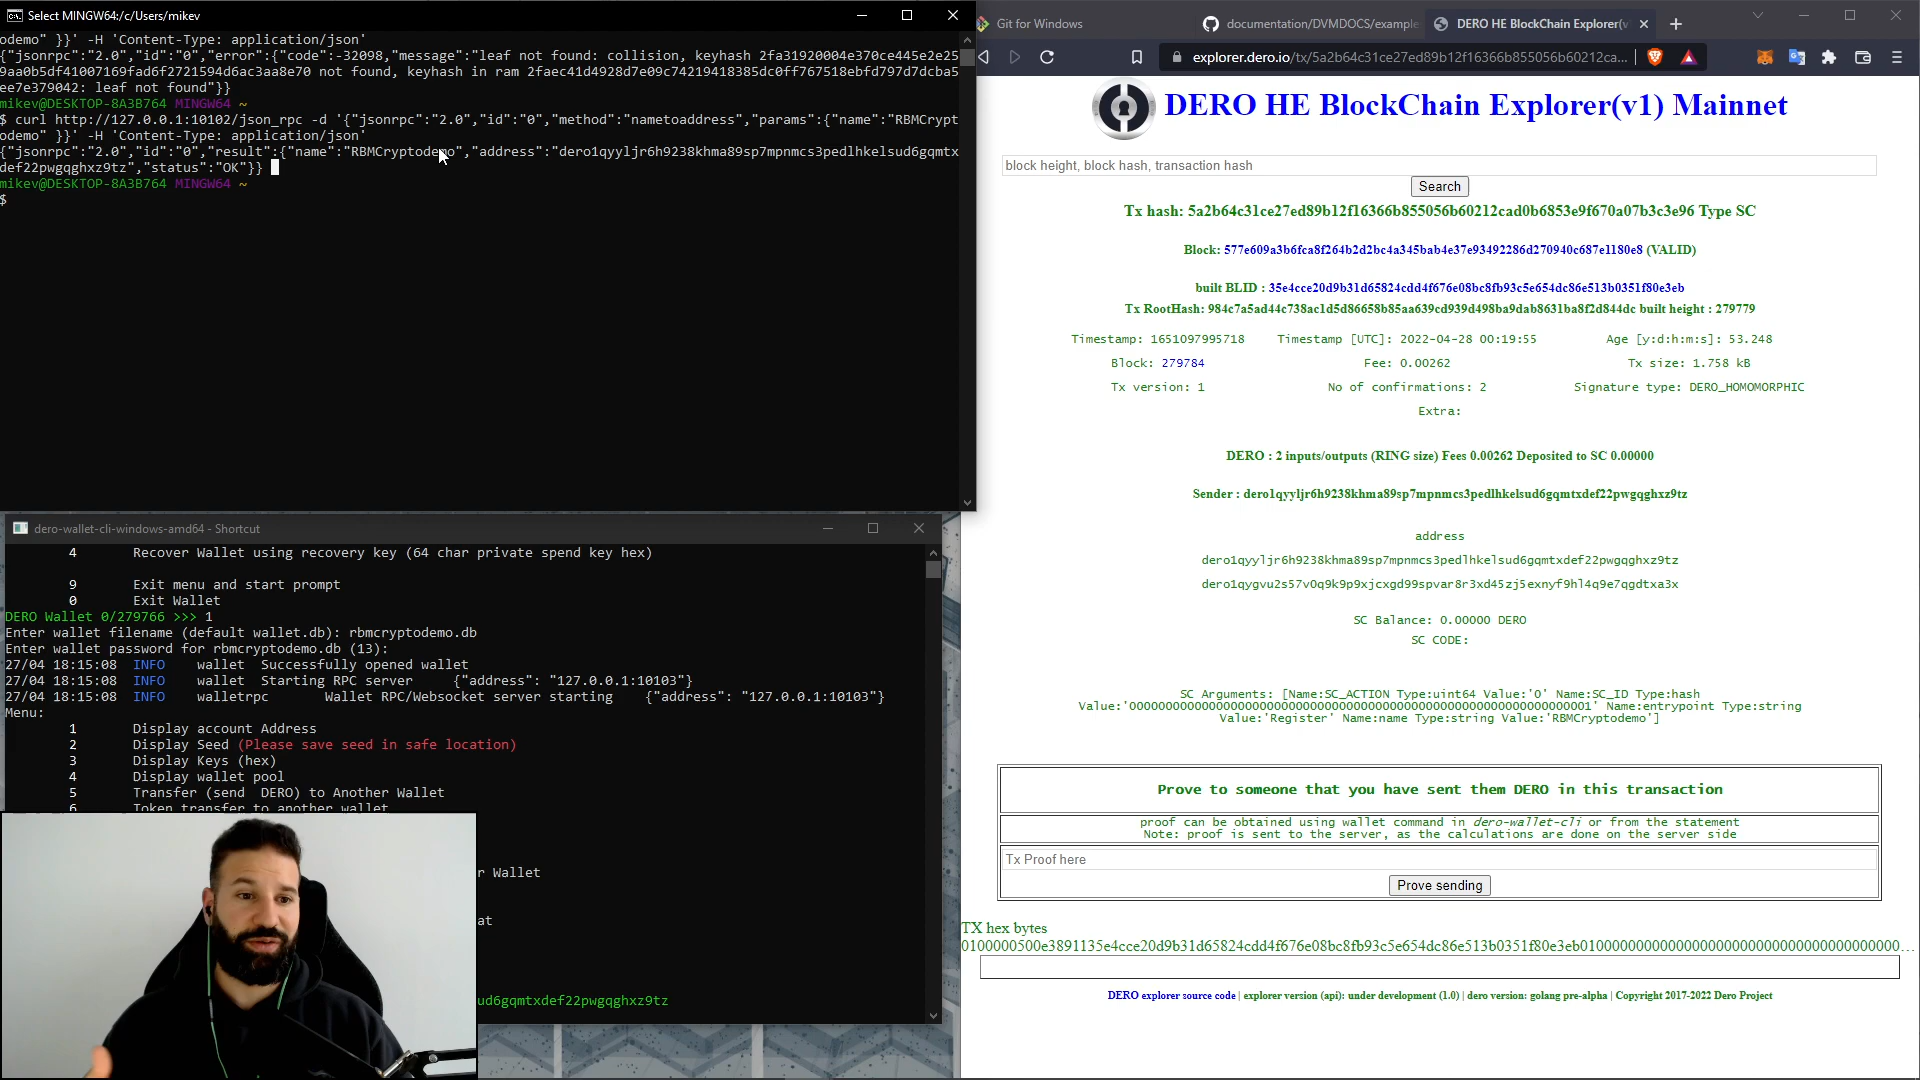 Select MINGW64:/c/Users/mikev
odemo" }}' -H 'Content-Type: application/json'
{"jsonrpc":"2.0","id":"0","error":{"code":-32098,"message":"leaf not found: collision, keyhash 2fa31920004e370ce445e2e25
9aa0b5df41007169fad6f2721594d6ac3aa8e70 not found, keyhash in ram 2faec41d4928d7e09c74219418385dc0ff767518ebfd797d7dcba5
ee7e379042: leaf not found"}}
mikev@DESKTOP-8A3B764 MINGW64 ~
$ curl http://127.0.0.1:10102/json_rpc -d '{"jsonrpc":"2.0","id":"0","method":"nametoaddress","params":{"name":"RBMCrypt
odemo" }}' -H 'Content-Type: application/json'
{"jsonrpc":"2.0","id":"0","result":{"name":"RBMCryptodemo","address":"dero1qyyljr6h9238khma89sp7mpnmcs3pedlhkelsud6gqmtx
def22pwgqghxz9tz","status":"OK"}}
mikev@DESKTOP-8A3B764 MINGW64 ~
$
dero-wallet-cli-windows-amd64 - Shortcut
4 Recover Wallet using recovery key (64 char private spend key hex)
9 Exit menu and start prompt
0 Exit Wallet
DERO Wallet 0/279766 >>> 1
Enter wallet filename (default wallet.db): rbmcryptodemo.db
Enter wallet password for rbmcryptodemo.db (13):
27/04 18:15:08 INFO wallet Successfully opened wallet
27/04 18:15:08 INFO wallet Starting RPC server {"address": "127.0.0.1:10103"}
27/04 18:15:08 INFO walletrpc Wallet RPC/Websocket server starting {"address": "127.0.0.1:10103"}
Menu:
1 Display account Address
2 Display Seed (Please save seed in safe location)
3 Display Keys (hex)
4 Display wallet pool
5 Transfer (send DERO) to Another Wallet
6 Token transfer to another wallet
r Wallet
at
ud6gqmtxdef22pwgqghxz9tz
Git for Windows
documentation/DVMDOCS/example
DERO HE BlockChain Explorer(v
explorer.dero.io/tx/5a2b64c31ce27ed89b12f16366b855056b60212ca...
DERO HE BlockChain Explorer(v1) Mainnet
block height, block hash, transaction hash
Search
Tx hash: 5a2b64c31ce27ed89b12f16366b855056b60212cad0b6853e9f670a07b3c3e96 Type SC
Block: 577e609a3b6fca8f264b2d2bc4a345bab4e37e93492286d270940c687e1180e8 (VALID)
built BLID : 35e4cce20d9b31d65824cdd4f676e08bc8fb93c5e654dc86e513b0351f80e3eb
Tx RootHash: 984c7a5ad44c738ac1d5d86658b85aa639cd939d498ba9dab8631ba8f2d844dc built height : 279779
Timestamp: 1651097995718 Timestamp [UTC]: 2022-04-28 00:19:55 Age [y:d:h:m:s]: 53.248
Block: 279784 Fee: 0.00262 Tx size: 1.758 kB
Tx version: 1 No of confirmations: 2 Signature type: DERO_HOMOMORPHIC
Extra:
DERO : 2 inputs/outputs (RING size) Fees 0.00262 Deposited to SC 0.00000
Sender : dero1qyyljr6h9238khma89sp7mpnmcs3pedlhkelsud6gqmtxdef22pwgqghxz9tz
address
dero1qyyljr6h9238khma89sp7mpnmcs3pedlhkelsud6gqmtxdef22pwgqghxz9tz
dero1qygvu2s57v0q9k9p9xjcxgd99spvar8r3xd45zj5exnyf9hl4q9e7qgdtxa3x
SC Balance: 0.00000 DERO
SC CODE:
SC Arguments: [Name:SC_ACTION Type:uint64 Value:'0' Name:SC_ID Type:hash
Value:'0000000000000000000000000000000000000000000000000000000000000001' Name:entrypoint Type:string
Value:'Register' Name:name Type:string Value:'RBMCryptodemo']
Prove to someone that you have sent them DERO in this transaction
proof can be obtained using wallet command in dero-wallet-cli or from the statement
Note: proof is sent to the server, as the calculations are done on the server side
Tx Proof here
Prove sending
TX hex bytes
0100000500e3891135e4cce20d9b31d65824cdd4f676e08bc8fb93c5e654dc86e513b0351f80e3eb0100000000000000000000000000000000...
DERO explorer source code | explorer version (api): under development (1.0) | dero version: golang pre-alpha | Copyright 2017-2022 Dero Project